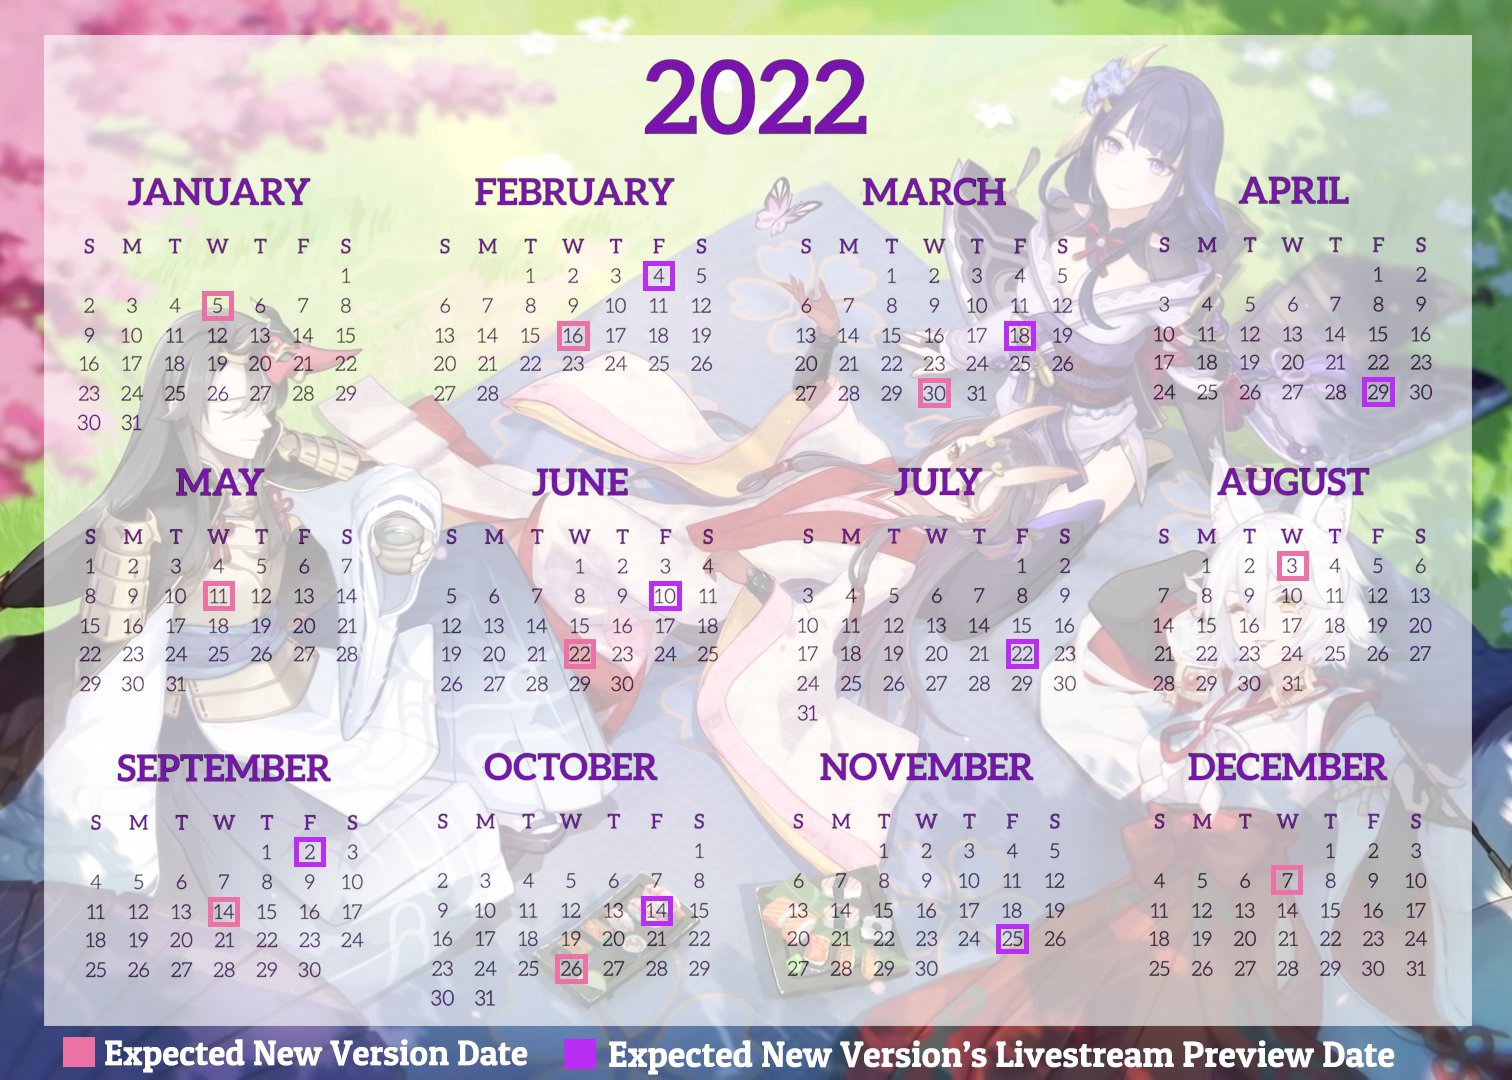 2022
JANUARY FEBRUARY MARCH APRIL
S M T W T F S S M T W T F S S M T W T F S S M T W T F S
1 1 2 3 4 5 1 2 3 4 5 1 2
2 3 4 5 6 7 8 6 7 8 9 10 11 12 6 7 8 9 10 11 12 3 4 5 6 7 8 9
9 10 11 12 13 14 15 13 14 15 16 17 18 19 13 14 15 16 17 18 19 10 11 12 13 14 15 16
16 17 18 19 20 21 22 20 21 22 23 24 25 26 20 21 22 23 24 25 26 17 18 19 20 21 22 23
23 24 25 26 27 28 29 27 28 27 28 29 30 31 24 25 26 27 28 29 30
30 31
MAY JUNE JULY AUGUST
S M T W T F S S M T W T F S S M T W T F S S M T W T F S
1 2 3 4 5 6 7 1 2 3 4 1 2 1 2 3 4 5 6
8 9 10 11 12 13 14 5 6 7 8 9 10 11 3 4 5 6 7 8 9 7 8 9 10 11 12 13
15 16 17 18 19 20 21 12 13 14 15 16 17 18 10 11 12 13 14 15 16 14 15 16 17 18 19 20
22 23 24 25 26 27 28 19 20 21 22 23 24 25 17 18 19 20 21 22 23 21 22 23 24 25 26 27
29 30 31 26 27 28 29 30 24 25 26 27 28 29 30 28 29 30 31
31
SEPTEMBER OCTOBER NOVEMBER DECEMBER
S M T W T F S S M T W T F S S M T W T F S S M T W T F S
1 2 3 1 1 2 3 4 5 1 2 3
4 5 6 7 8 9 10 2 3 4 5 6 7 8 6 7 8 9 10 11 12 4 5 6 7 8 9 10
11 12 13 14 15 16 17 9 10 11 12 13 14 15 13 14 15 16 17 18 19 11 12 13 14 15 16 17
18 19 20 21 22 23 24 16 17 18 19 20 21 22 20 21 22 23 24 25 26 18 19 20 21 22 23 24
25 26 27 28 29 30 23 24 25 26 27 28 29 27 28 29 30 25 26 27 28 29 30 31
30 31
Expected New Version Date Expected New Version's Livestream Preview Date